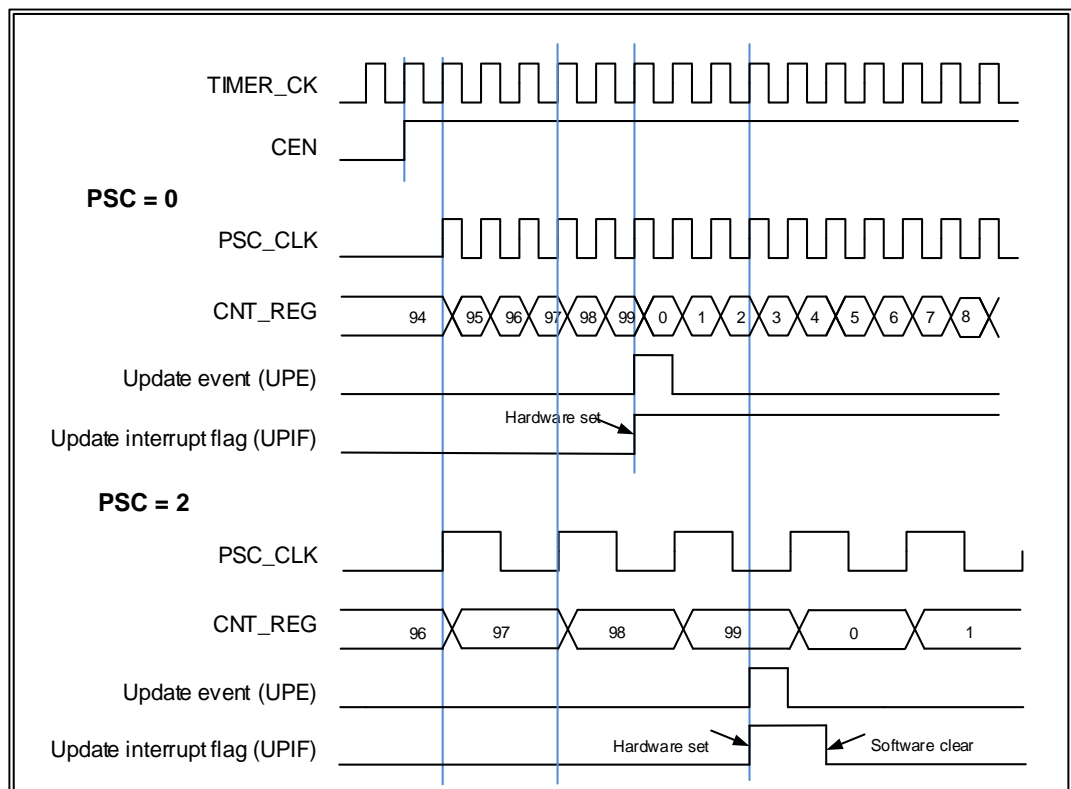 TIMER_CK
CEN
PSC = 0
PSC_CLK
CNT_REG 94 95 96 97 98 99 0 1 2 3 4 5 6 7 8
Update event (UPE)
Hardware set
Update interrupt flag (UPIF)
PSC = 2
PSC_CLK
CNT_REG 96 97 98 99 0 1
Update event (UPE)
Update interrupt flag (UPIF) Hardware set Software clear